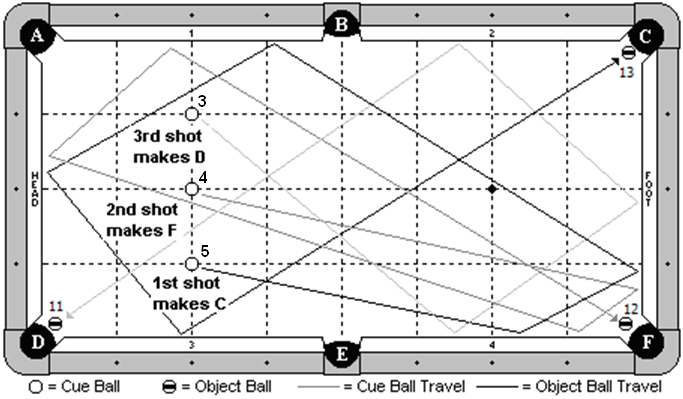 A
B
C
1
2
3
3rd shot
makes D
13
HEAD
4
2nd shot
makes F
FOOT
5
1st shot
makes C
11
12
D
E
F
3
4
= Cue Ball
= Object Ball
= Cue Ball Travel
= Object Ball Travel